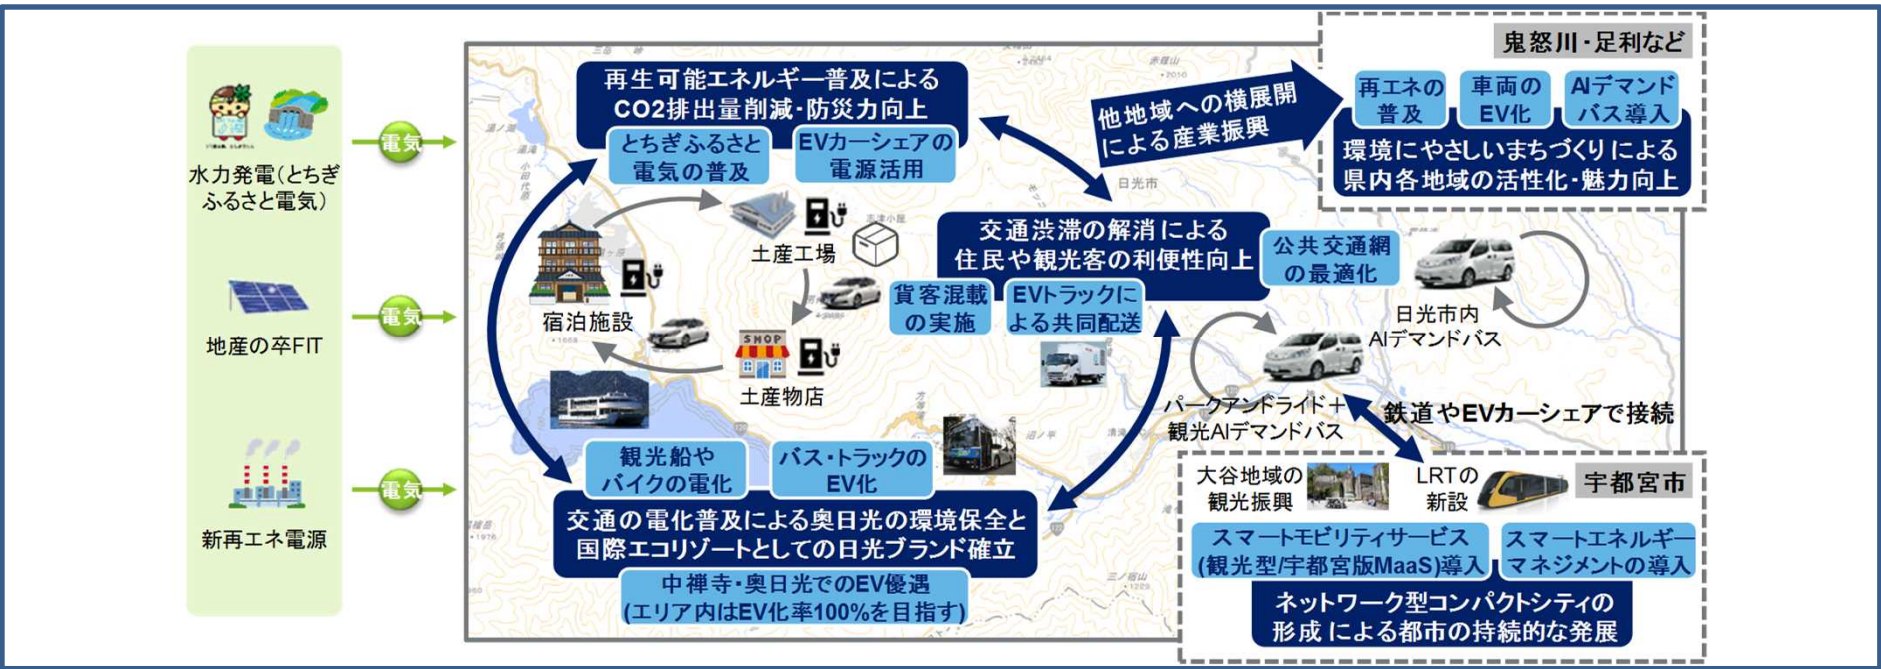 水力発電(とちぎ
ふるさと電気)
地産の卒FIT
新再エネ電源
電気
電気
電気
再生可能エネルギー普及による
CO2排出量削減・防災力向上
とちぎふるさと
電気の普及
EVカーシェアの
電源活用
宿泊施設
土産工場
SHOP
土産物店
他地域への横展開
による産業振興
鬼怒川・足利など
再エネの
普及
車両の
EV化
AIデマンド
バス導入
環境にやさしいまちづくりによる
県内各地域の活性化・魅力向上
日光市
交通渋滞の解消による
住民や観光客の利便性向上
公共交通網
の最適化
貨客混載
の実施
EVトラックに
よる共同配送
日光市内
AIデマンドバス
パークアンドライド＋
観光AIデマンドバス
鉄道やEVカーシェアで接続
観光船や
バイクの電化
バス・トラックの
EV化
交通の電化普及による奥日光の環境保全と
国際エコリゾートとしての日光ブランド確立
中禅寺・奥日光でのEV優遇
(エリア内はEV化率100%を目指す)
大谷地域の
観光振興
LRTの
新設
宇都宮市
スマートモビリティサービス
(観光型/宇都宮版MaaS)導入
スマートエネルギー
マネジメントの導入
ネットワーク型コンパクトシティの
形成による都市の持続的な発展